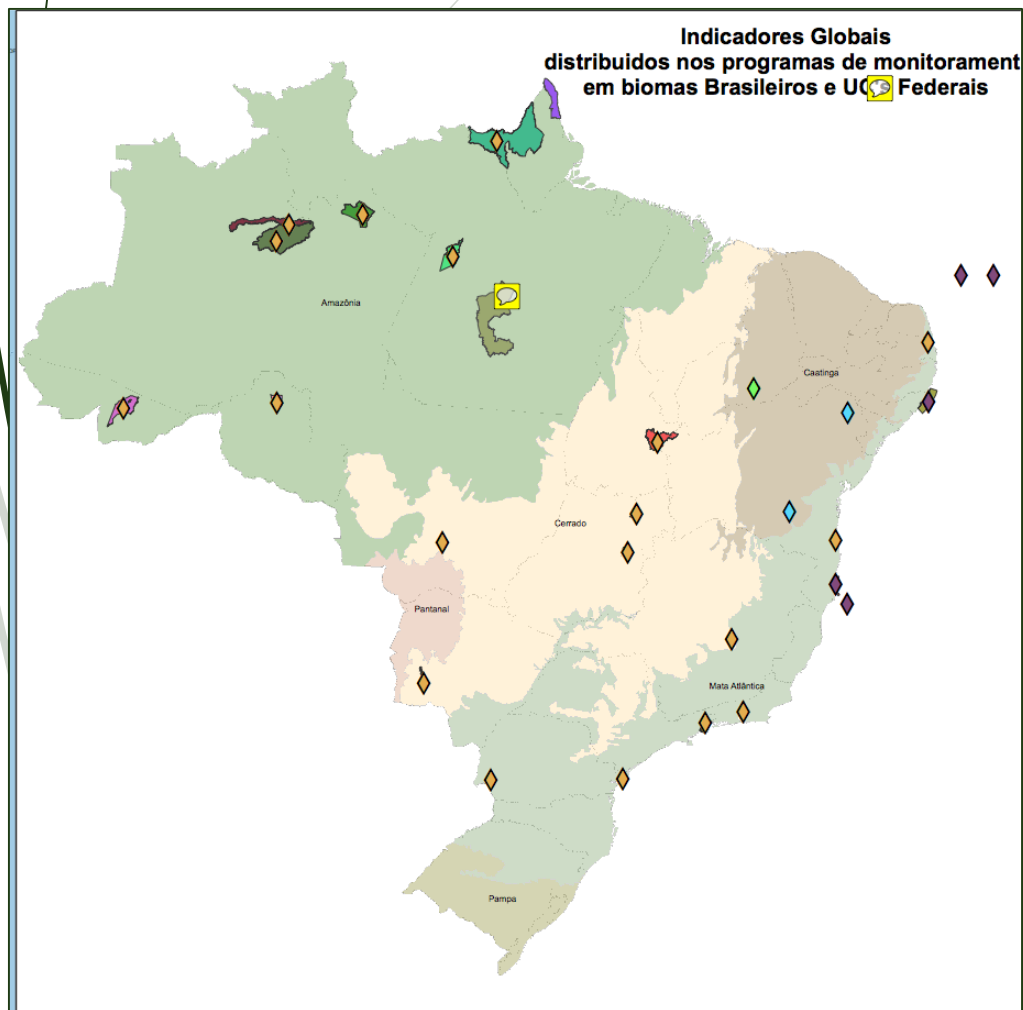 Indicadores Globais
distribuidos nos programas de monitorament
em biomas Brasileiros e UC Federais
Amazônia
Caatinga
Cerrado
Pantanal
Mata Atlântica
Pampa